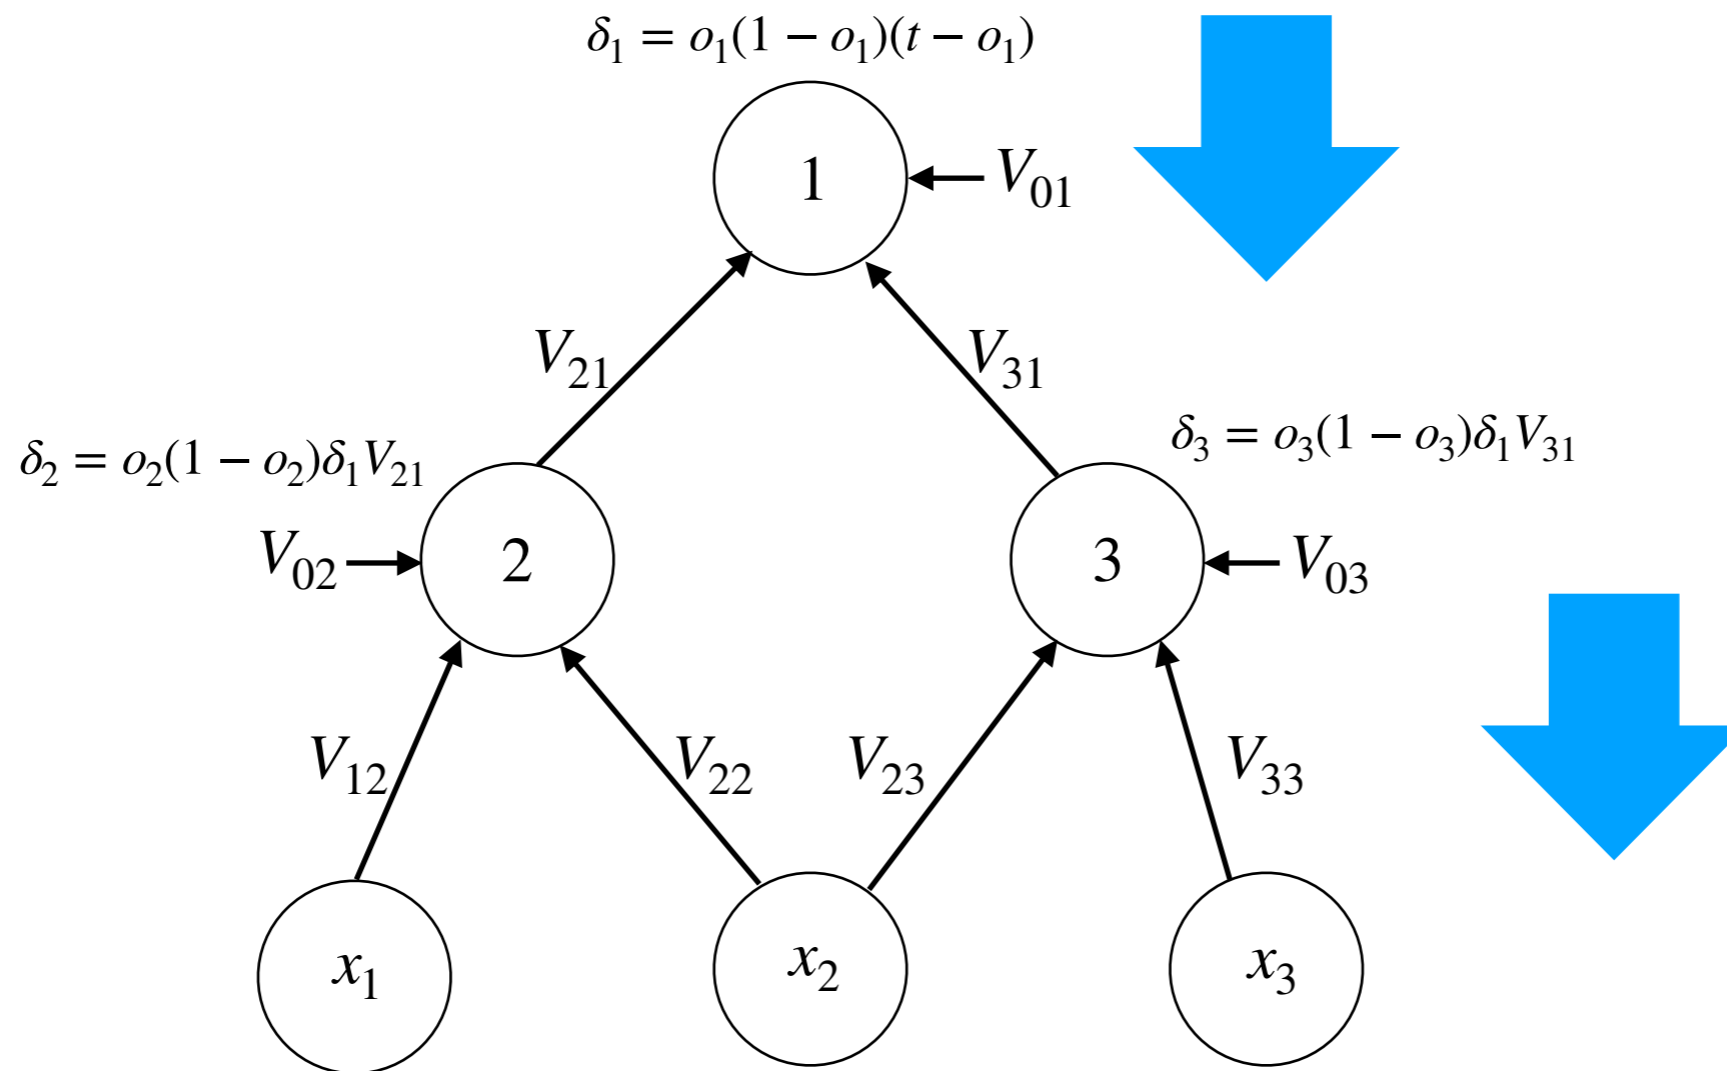 δ₁ = o₁(1 − o₁)(t − o₁)
1
V₀₁
V₂₁
V₃₁
δ₂ = o₂(1 − o₂)δ₁V₂₁
δ₃ = o₃(1 − o₃)δ₁V₃₁
V₀₂
2
3
V₀₃
V₁₂
V₂₂
V₂₃
V₃₃
x₁
x₂
x₃